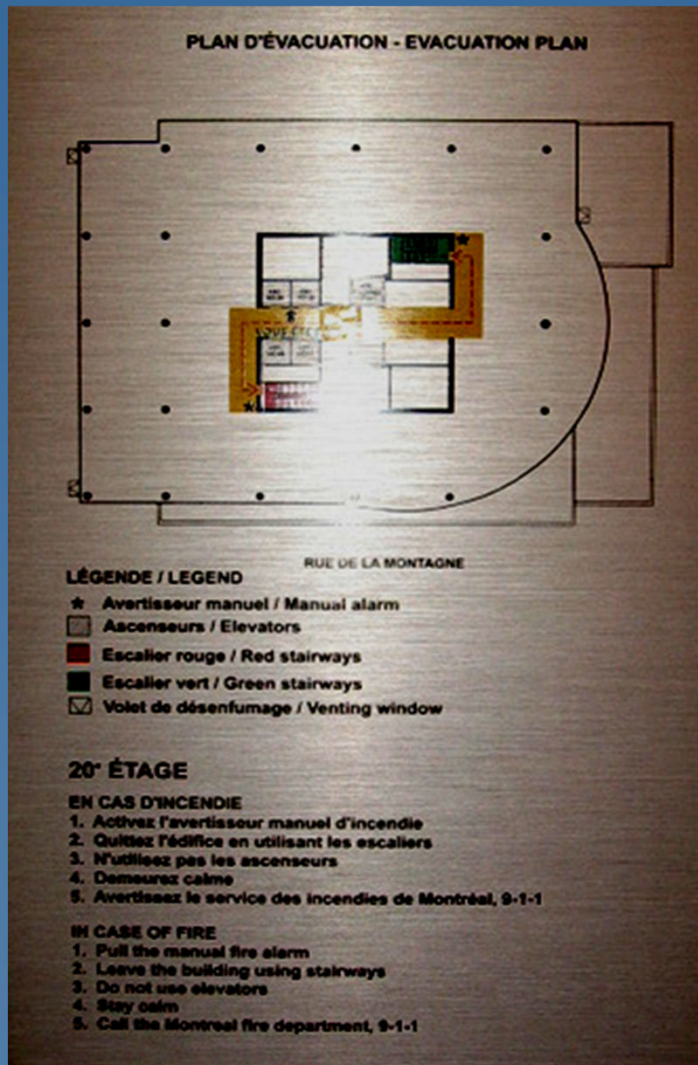 PLAN D'ÉVACUATION - EVACUATION PLAN
RUE DE LA MONTAGNE
LÉGENDE / LEGEND
Avertisseur manuel / Manual alarm
Ascenseurs / Elevators
Escalier rouge / Red stairways
Escalier vert / Green stairways
Volet de désenfumage / Venting window
20e ÉTAGE
EN CAS D'INCENDIE
1. Activez l'avertisseur manuel d'incendie
2. Quittez l'édifice en utilisant les escaliers
3. N'utilisez pas les ascenseurs
4. Demeurez calme
5. Avertissez le service des incendies de Montréal, 9-1-1
IN CASE OF FIRE
1. Pull the manual fire alarm
2. Leave the building using stairways
3. Do not use elevators
4. Stay calm
5. Call the Montreal fire department, 9-1-1